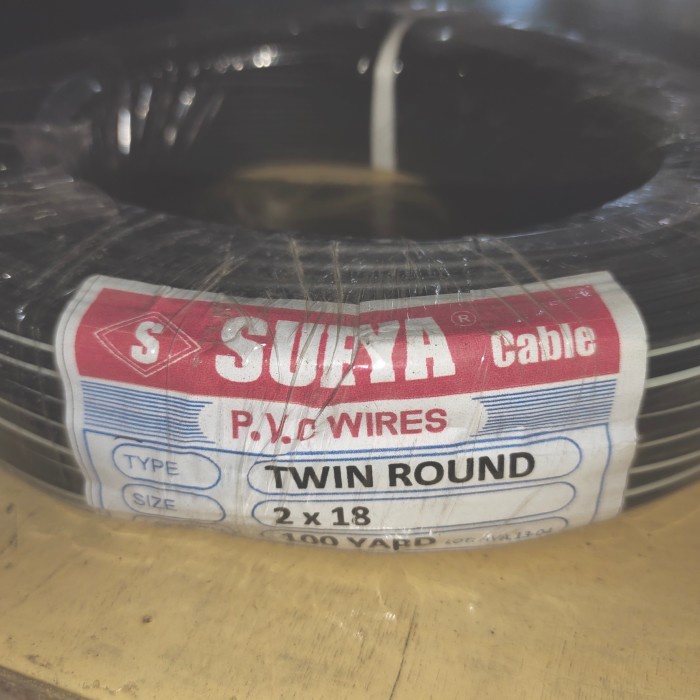 S SURYA ® Cable
P.V.C WIRES
TYPE TWIN ROUND
SIZE 2 x 18
100 YARD